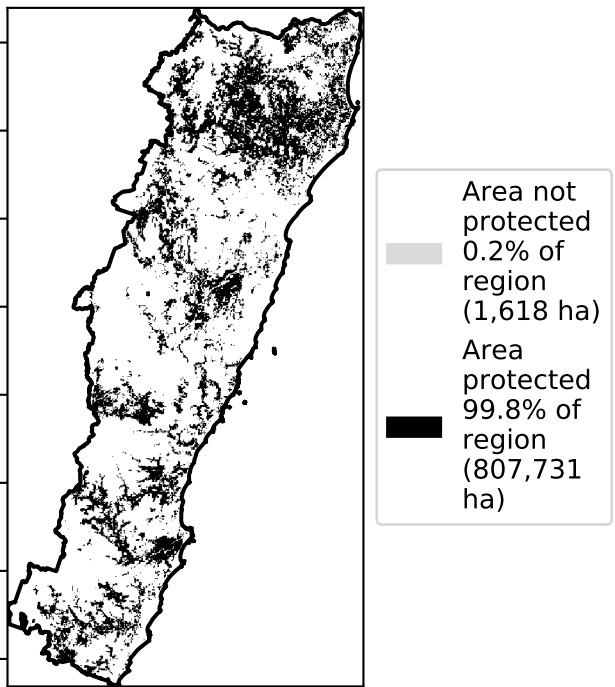 Area not
protected
0.2% of
region
(1,618 ha)
Area
protected
99.8% of
region
(807,731
ha)